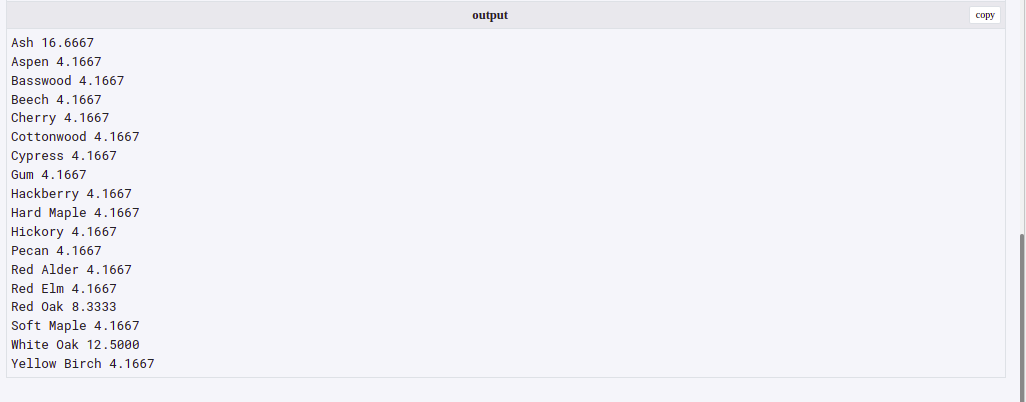 output
copy
Ash 16.6667
Aspen 4.1667
Basswood 4.1667
Beech 4.1667
Cherry 4.1667
Cottonwood 4.1667
Cypress 4.1667
Gum 4.1667
Hackberry 4.1667
Hard Maple 4.1667
Hickory 4.1667
Pecan 4.1667
Red Alder 4.1667
Red Elm 4.1667
Red Oak 8.3333
Soft Maple 4.1667
White Oak 12.5000
Yellow Birch 4.1667